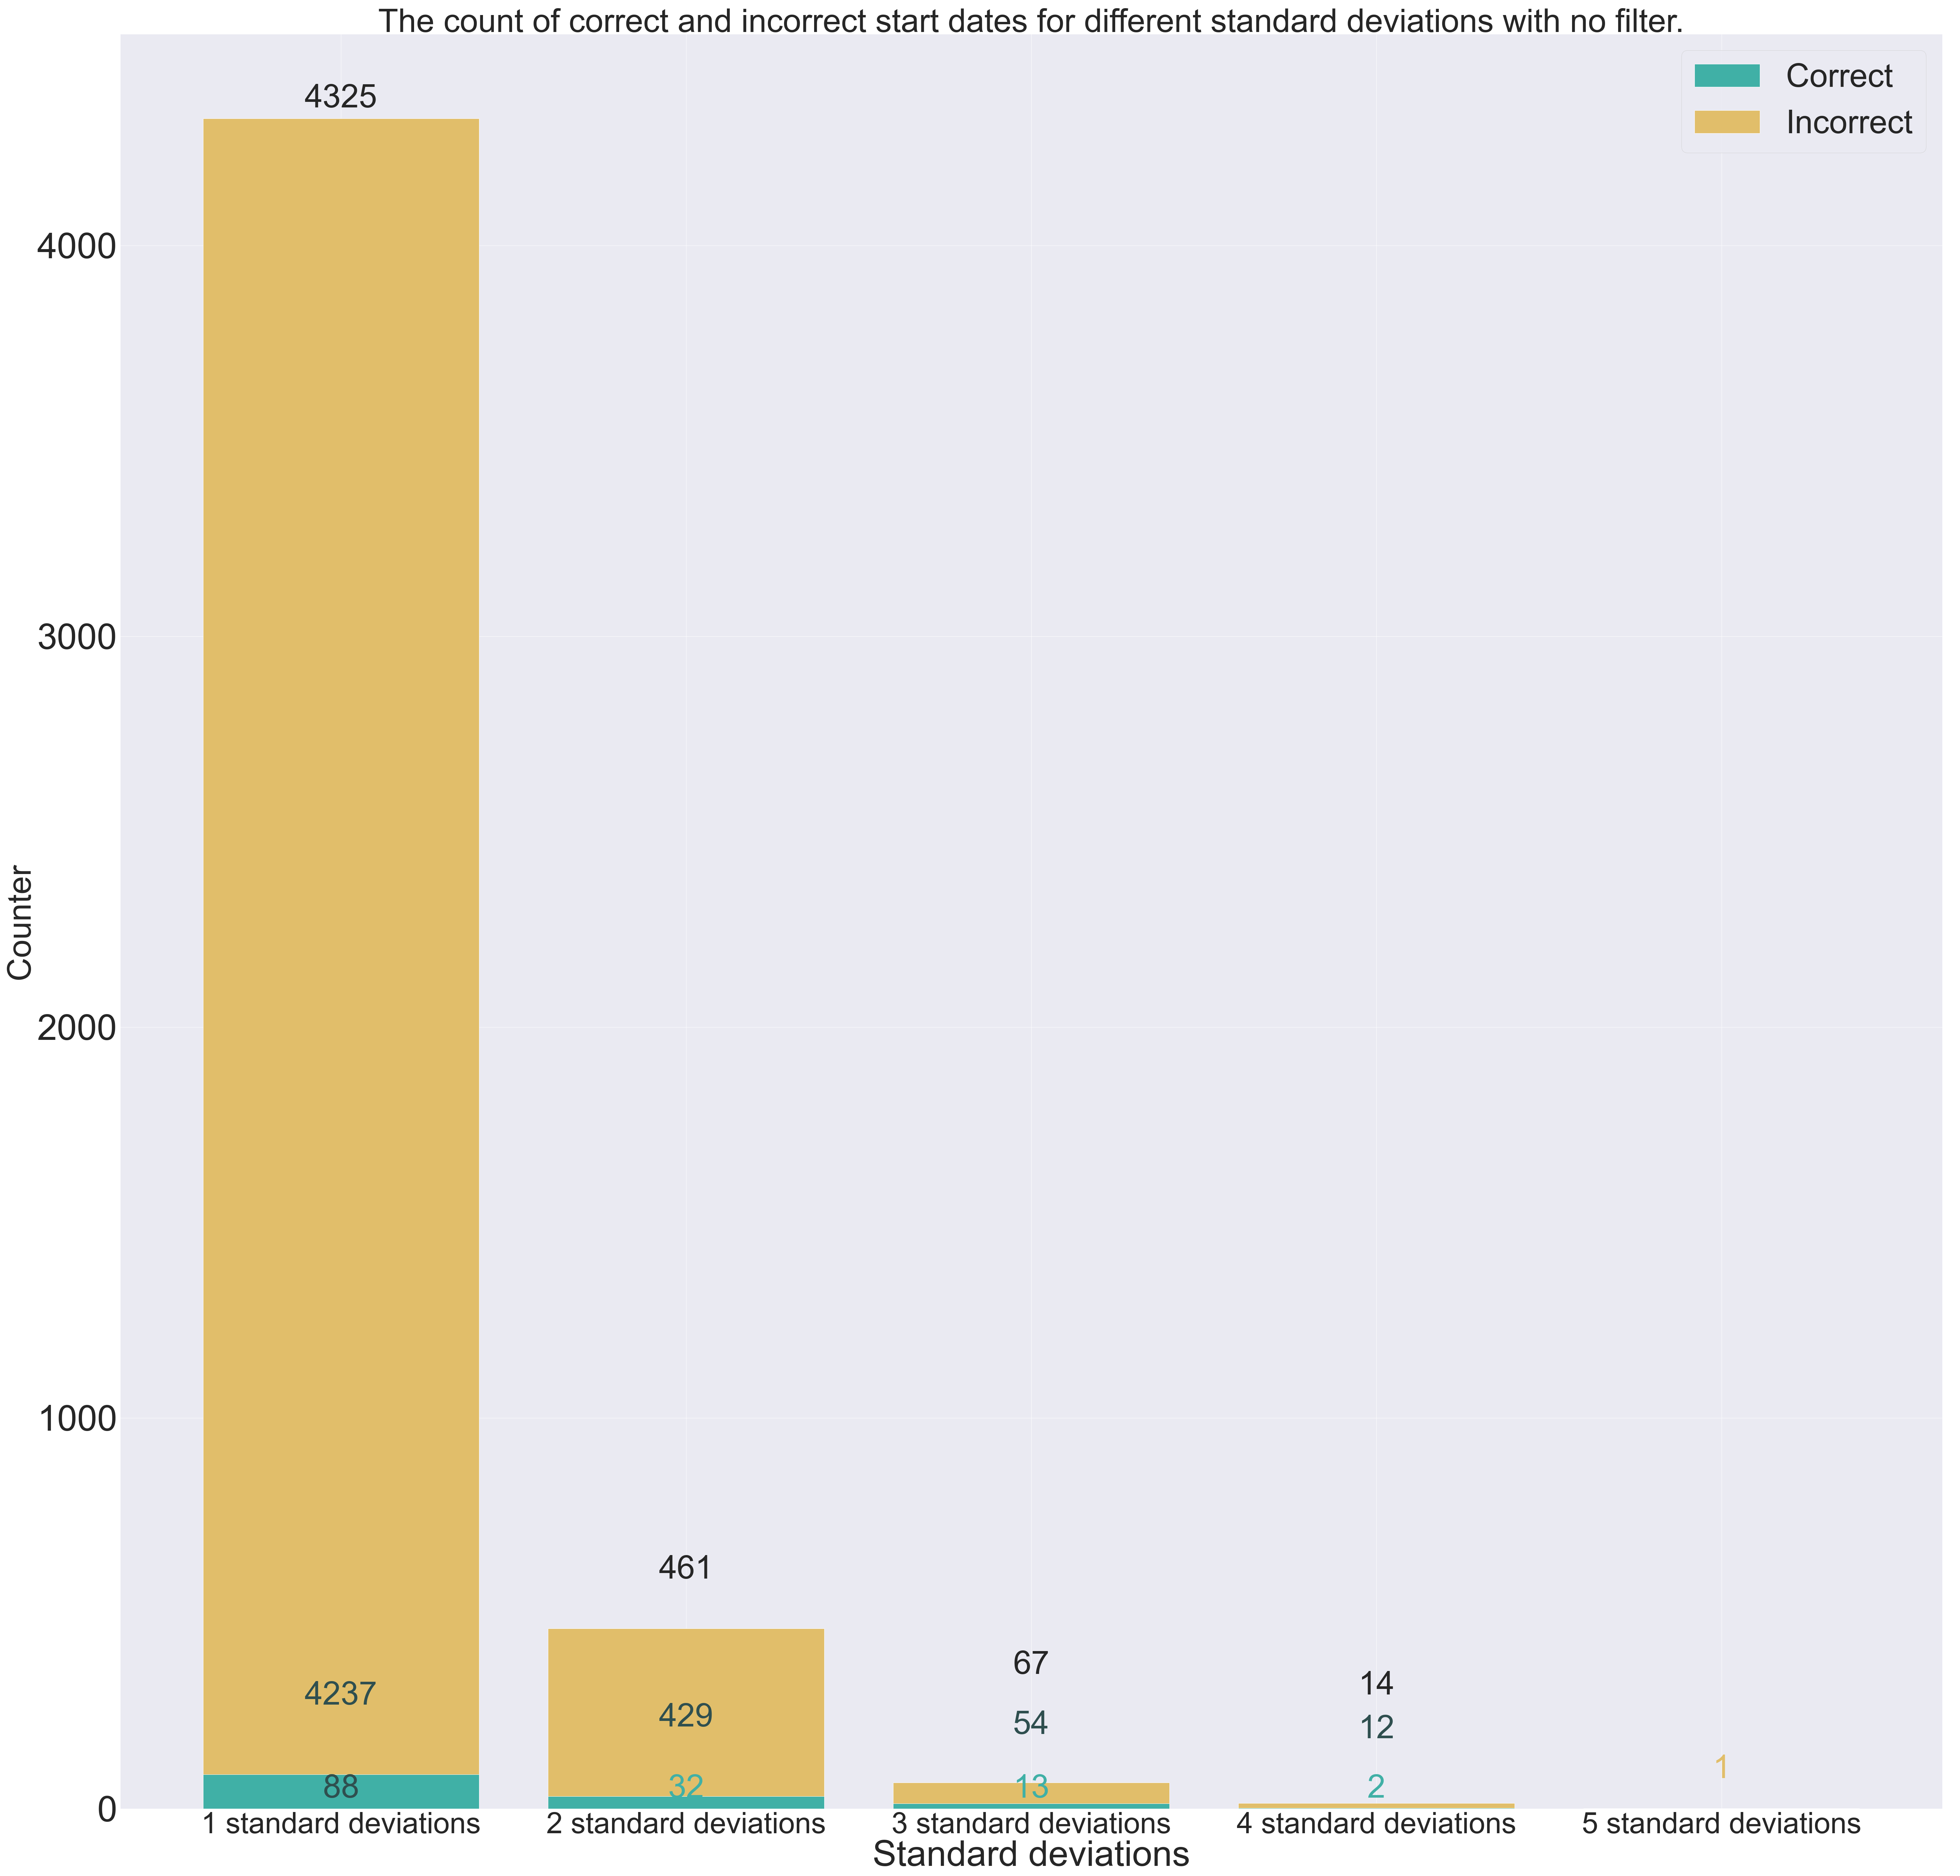 The count of correct and incorrect start dates for different standard deviations with no filter.
Correct
Incorrect
4325
4000
3000
Counter
2000
1000
461
67
14
4237
429
54
12
1
88
32
13
2
0
1 standard deviations
2 standard deviations
3 standard deviations
4 standard deviations
5 standard deviations
Standard deviations